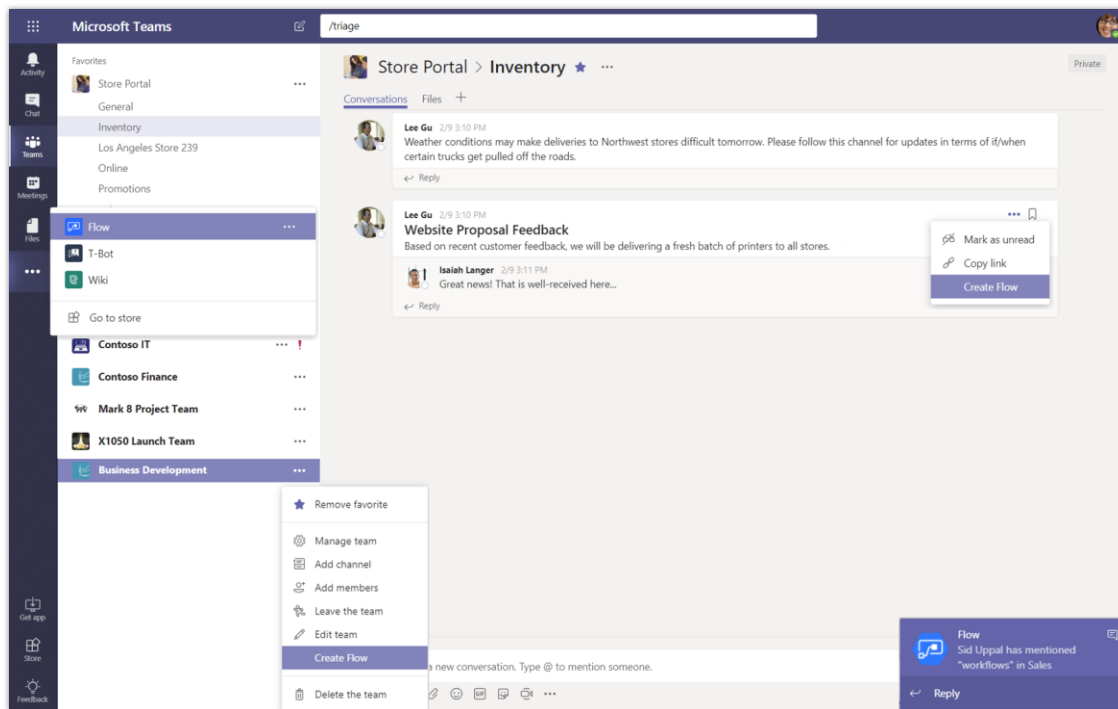 Microsoft Teams
/triage
Activity
Chat
Teams
Meetings
Files
Favorites
Store Portal
General
Inventory
Los Angeles Store 239
Online
Promotions
Flow
T-Bot
Wiki
Go to store
Contoso IT
Contoso Finance
Mark 8 Project Team
X1050 Launch Team
Business Development
Remove favorite
Manage team
Add channel
Add members
Leave the team
Edit team
Create Flow
Delete the team
Get app
Store
Feedback
Store Portal > Inventory
Private
Conversations Files
Lee Gu 2/9 3:10 PM
Weather conditions may make deliveries to Northwest stores difficult tomorrow. Please follow this channel for updates in terms of if/when
certain trucks get pulled off the roads.
Reply
Lee Gu 2/9 3:10 PM
Website Proposal Feedback
Based on recent customer feedback, we will be delivering a fresh batch of printers to all stores.
Isaiah Langer 2/9 3:11 PM
Great news! That is well-received here...
Reply
Mark as unread
Copy link
Create Flow
a new conversation. Type @ to mention someone.
GIF
Flow
Sid Uppal has mentioned
"workflows" in Sales
Reply